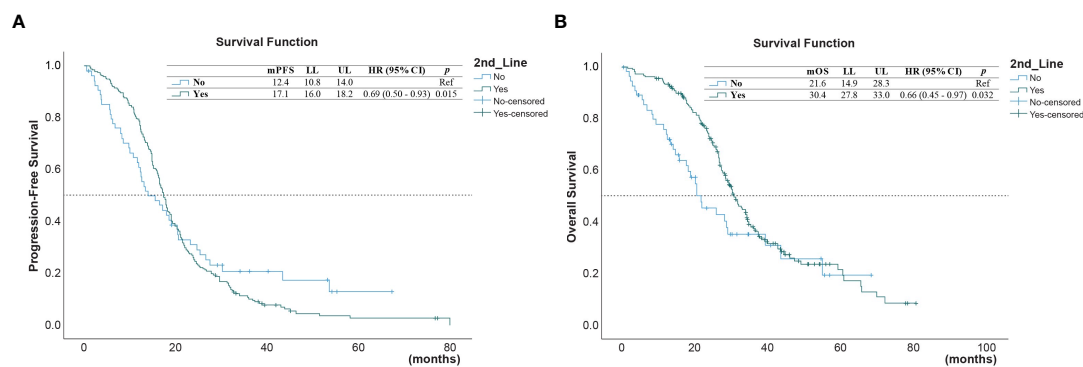 A
Survival Function
mPFS LL UL HR (95% CI) p
No 12.4 10.8 14.0 Ref
Yes 17.1 16.0 18.2 0.69 (0.50 - 0.93) 0.015
2nd_Line
No
Yes
No-censored
Yes-censored
Progression-Free Survival
1.0
0.8
0.6
0.4
0.2
0.0
0 20 40 60 80
(months)
B
Survival Function
mOS LL UL HR (95% CI) p
No 21.6 14.9 28.3 Ref
Yes 30.4 27.8 33.0 0.66 (0.45 - 0.97) 0.032
2nd_Line
No
Yes
No-censored
Yes-censored
Overall Survival
1.0
0.8
0.6
0.4
0.2
0.0
0 20 40 60 80 100
(months)